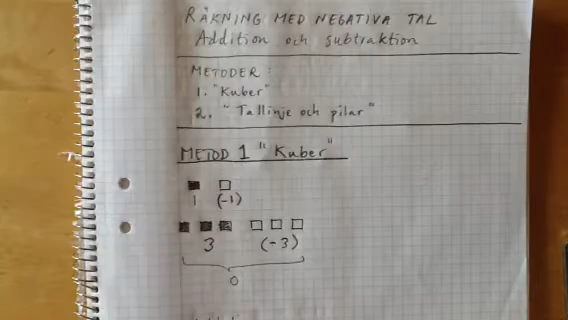 RÄKNING MED NEGATIVA TAL
Addition och subtraktion
METODER:
1. "Kuber"
2. "Tallinje och pilar"
METOD 1 "Kuber"
1 (-1)
3 (-3)
0